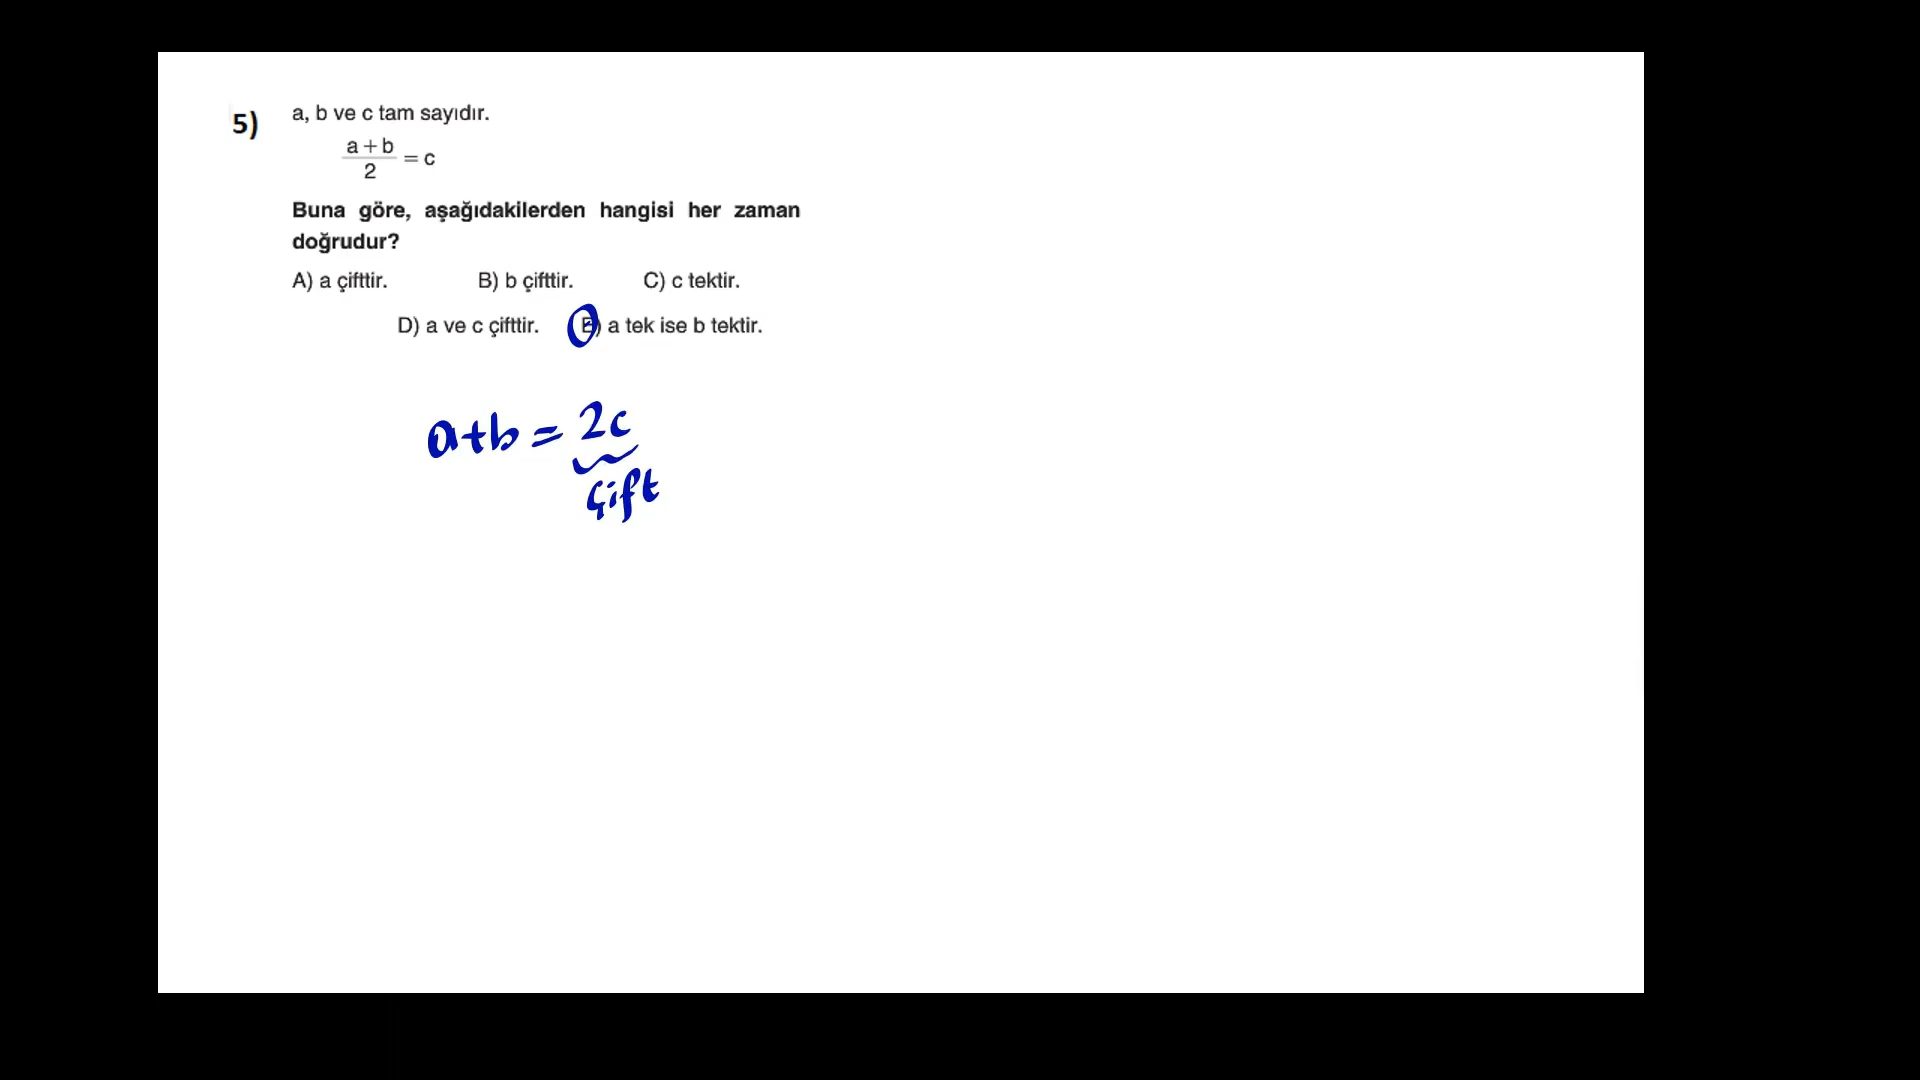 5) a, b ve c tam sayıdır.
a + b
2
= c
Buna göre, aşağıdakilerden hangisi her zaman
doğrudur?
A) a çifttir. B) b çifttir. C) c tektir.
D) a ve c çifttir. E) a tek ise b tektir.
a+b = 2c
Çift